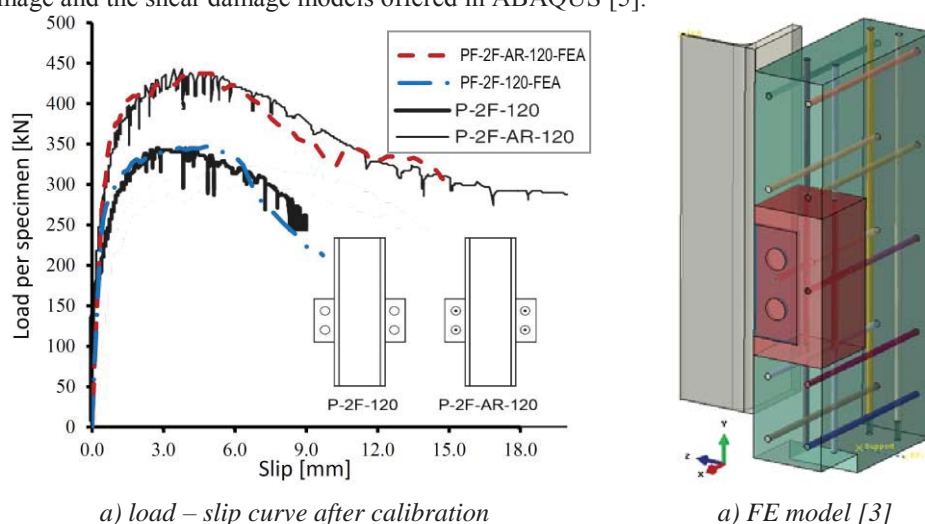 mage and the shear damage models offered in ABAQUS [5].
500
450
400
350
300
250
200
150
100
50
0
Load per specimen [kN]
PF-2F-AR-120-FEA
PF-2F-120-FEA
P-2F-120
P-2F-AR-120
P-2F-120
P-2F-AR-120
0.0 3.0 6.0 9.0 12.0 15.0 18.0
Slip [mm]
Y
Z
X
a) load – slip curve after calibration
a) FE model [3]